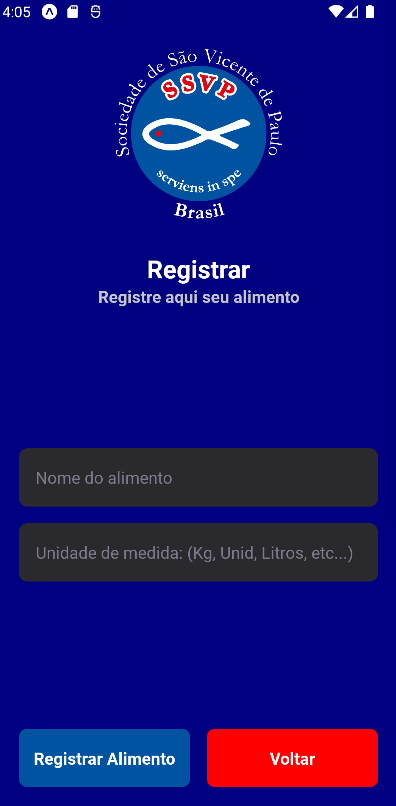 4:05
Sociedade de São Vicente de Paulo
SSVP
serviens in spe
Brasil
Registrar
Registre aqui seu alimento
Nome do alimento
Unidade de medida: (Kg, Unid, Litros, etc...)
Registrar Alimento
Voltar